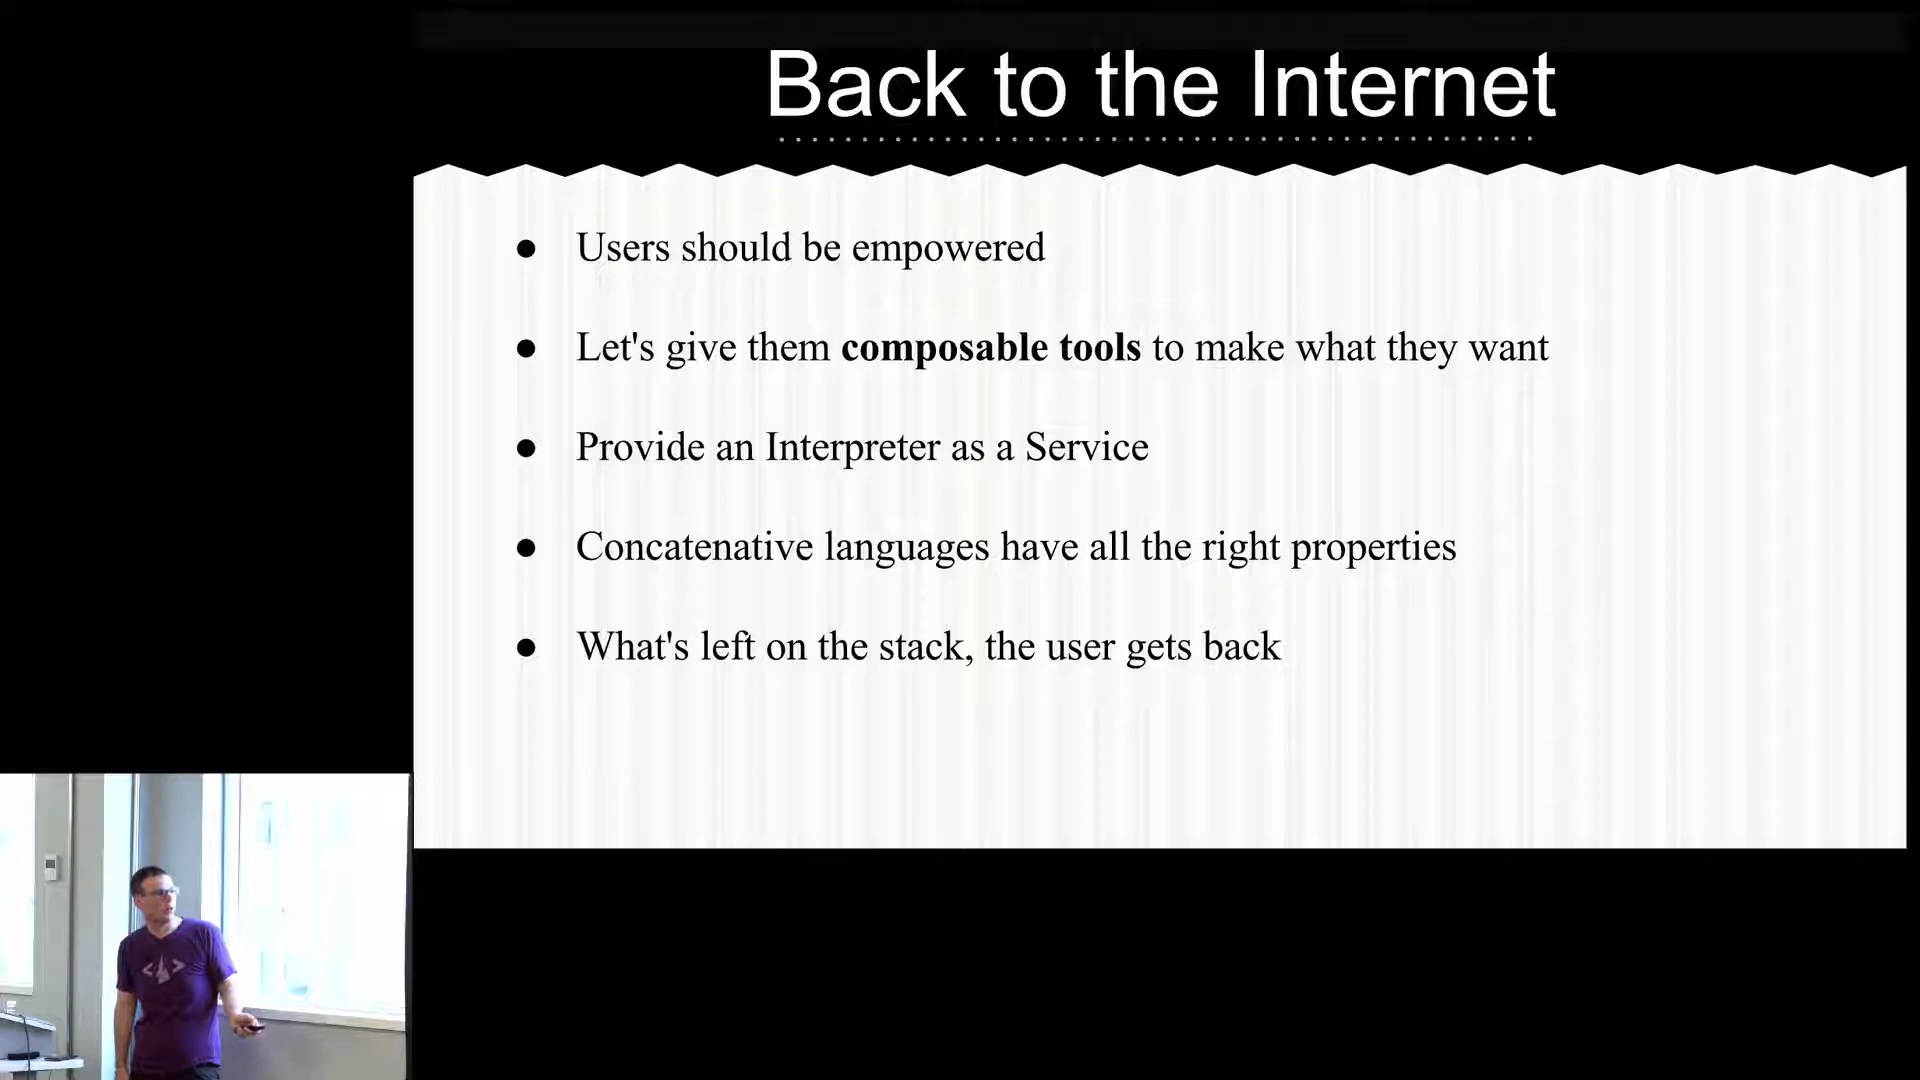 Back to the Internet
● Users should be empowered
● Let's give them composable tools to make what they want
● Provide an Interpreter as a Service
● Concatenative languages have all the right properties
● What's left on the stack, the user gets back